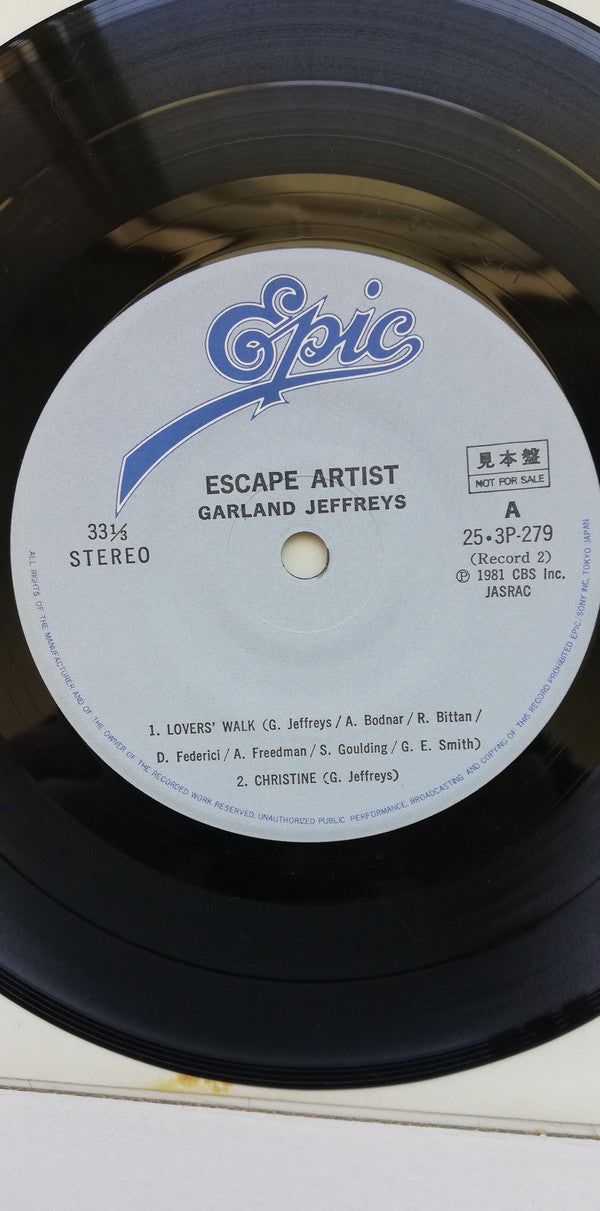 Epic
ESCAPE ARTIST
GARLAND JEFFREYS
33⅓
STEREO
見本盤
NOT FOR SALE
A
25・3P-279
(Record 2)
Ⓟ 1981 CBS Inc.
JASRAC
1. LOVERS' WALK (G. Jeffreys / A. Bodnar / R. Bittan /
D. Federici / A. Freedman / S. Goulding / G. E. Smith)
2. CHRISTINE (G. Jeffreys)
ALL RIGHTS OF THE MANUFACTURER AND OF THE OWNER OF THE RECORDED WORK RESERVED. UNAUTHORIZED PUBLIC PERFORMANCE, BROADCASTING AND COPYING OF THIS RECORD PROHIBITED EPIC/SONY INC. TOKYO JAPAN